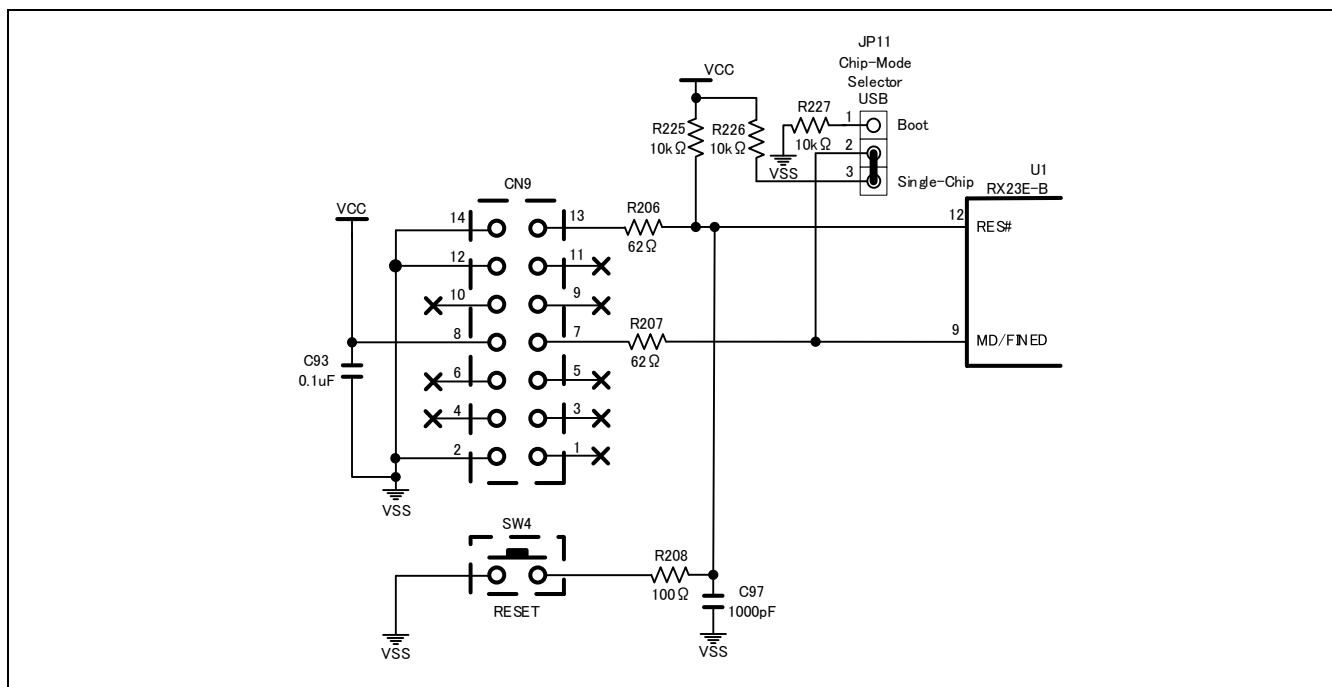 JP11
Chip-Mode
Selector
USB
VCC
R225
10kΩ
R226
10kΩ
R227
10kΩ
VSS
1
Boot
2
3
Single-Chip
U1
RX23E-B
CN9
VCC
14
13
R206
62Ω
12
RES#
12
11
10
9
8
7
R207
62Ω
9
MD/FINED
C93
0.1uF
6
5
4
3
2
1
VSS
SW4
RESET
R208
100Ω
C97
1000pF
VSS
VSS